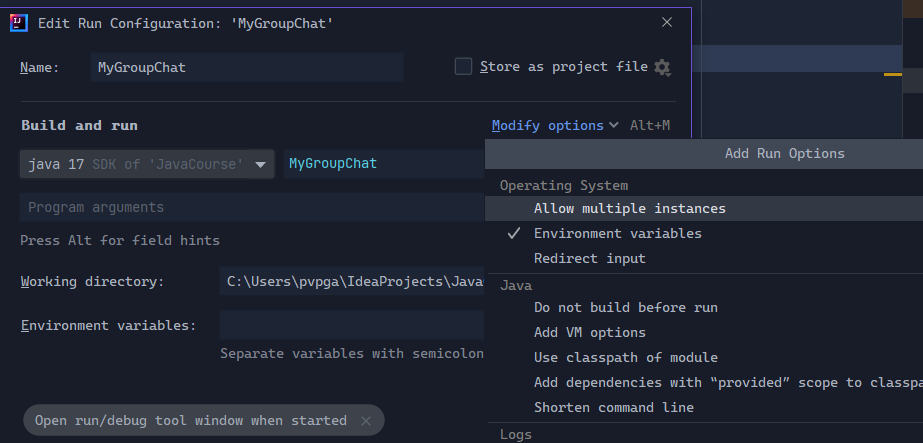 Edit Run Configuration: 'MyGroupChat'
Name: MyGroupChat Store as project file
Build and run Modify options Alt+M
java 17 SDK of 'JavaCourse' MyGroupChat
Add Run Options
Operating System
Program arguments
Allow multiple instances
Press Alt for field hints
Environment variables
Redirect input
Working directory: C:\Users\pvpga\IdeaProjects\Java
Java
Do not build before run
Environment variables:
Add VM options
Separate variables with semicolon
Use classpath of module
Add dependencies with “provided” scope to classpa
Shorten command line
Open run/debug tool window when started
Logs